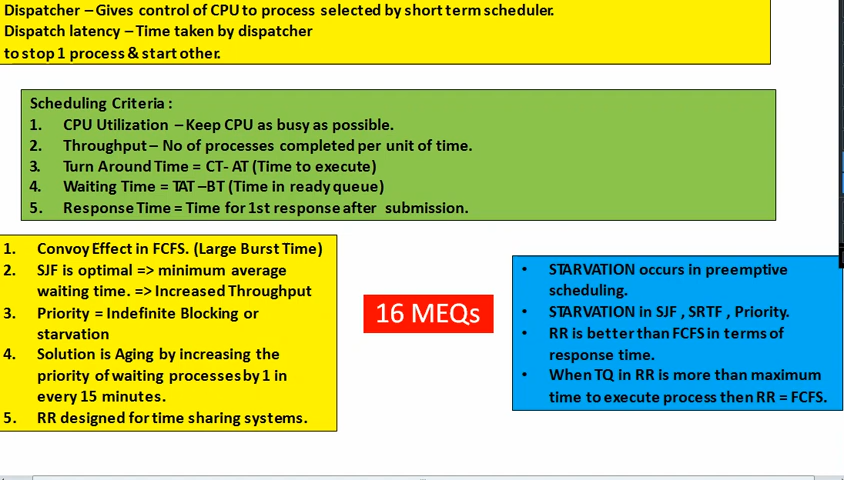 Dispatcher – Gives control of CPU to process selected by short term scheduler.
Dispatch latency – Time taken by dispatcher
to stop 1 process & start other.
Scheduling Criteria :
1. CPU Utilization – Keep CPU as busy as possible.
2. Throughput – No of processes completed per unit of time.
3. Turn Around Time = CT- AT (Time to execute)
4. Waiting Time = TAT –BT (Time in ready queue)
5. Response Time = Time for 1st response after submission.
1. Convoy Effect in FCFS. (Large Burst Time)
2. SJF is optimal => minimum average
waiting time. => Increased Throughput
3. Priority = Indefinite Blocking or
starvation
4. Solution is Aging by increasing the
priority of waiting processes by 1 in
every 15 minutes.
5. RR designed for time sharing systems.
16 MEQs
• STARVATION occurs in preemptive
scheduling.
• STARVATION in SJF , SRTF , Priority.
• RR is better than FCFS in terms of
response time.
• When TQ in RR is more than maximum
time to execute process then RR = FCFS.